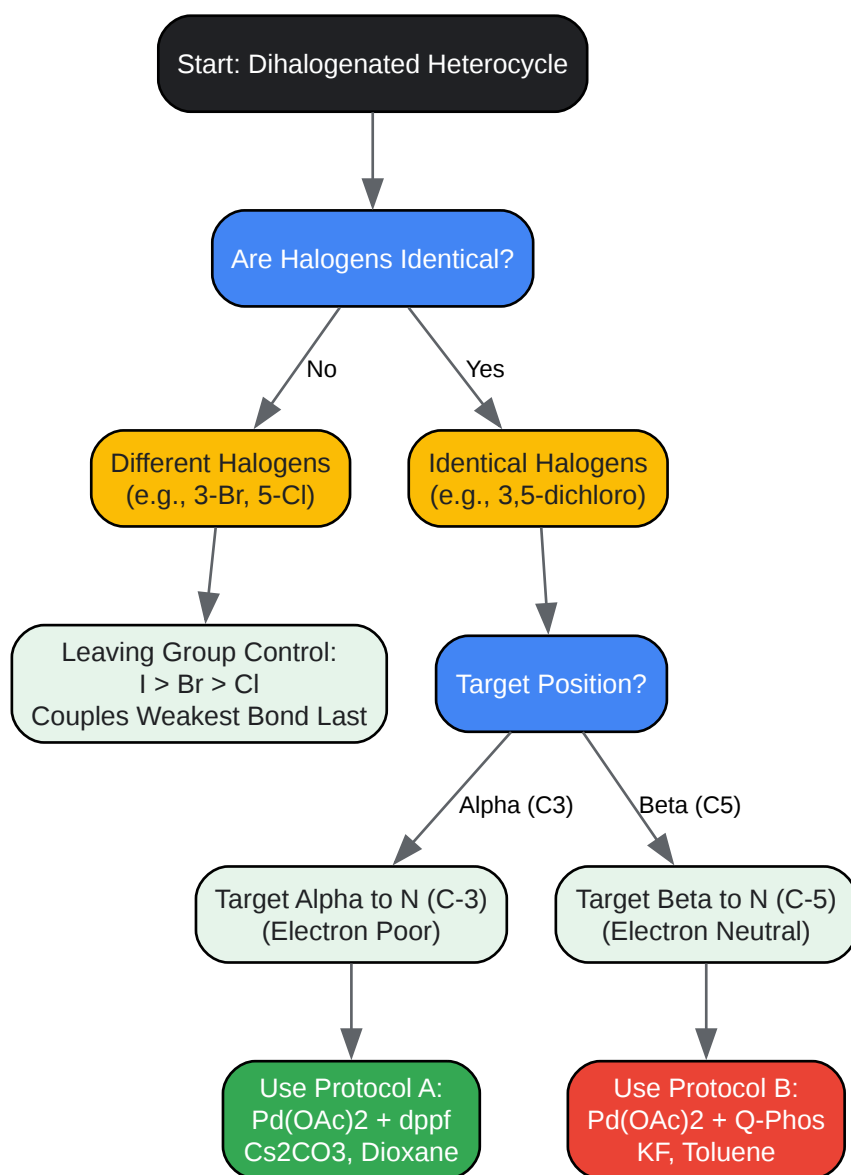 Start: Dihalogenated Heterocycle
Are Halogens Identical?
No
Yes
Different Halogens
(e.g., 3-Br, 5-Cl)
Identical Halogens
(e.g., 3,5-dichloro)
Leaving Group Control:
I > Br > Cl
Couples Weakest Bond Last
Target Position?
Alpha (C3)
Beta (C5)
Target Alpha to N (C-3)
(Electron Poor)
Target Beta to N (C-5)
(Electron Neutral)
Use Protocol A:
Pd(OAc)2 + dppf
Cs2CO3, Dioxane
Use Protocol B:
Pd(OAc)2 + Q-Phos
KF, Toluene